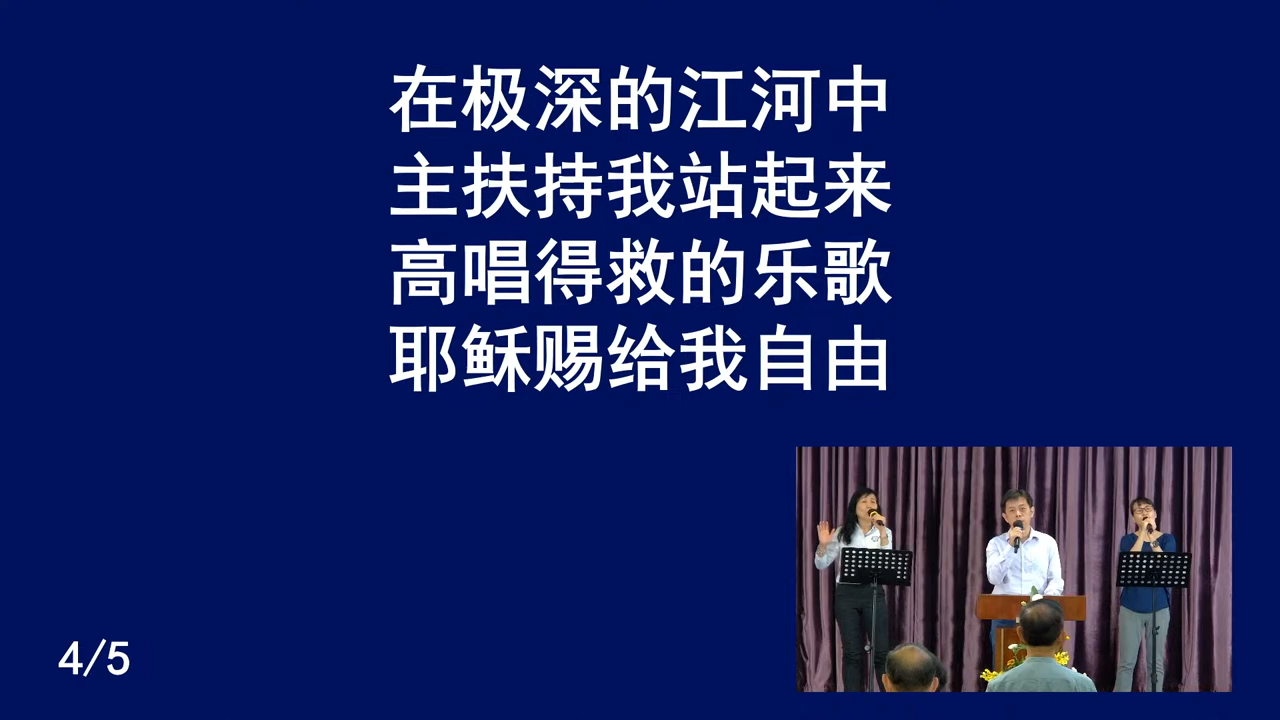 在极深的江河中
主扶持我站起来
高唱得救的乐歌
耶稣赐给我自由
4/5